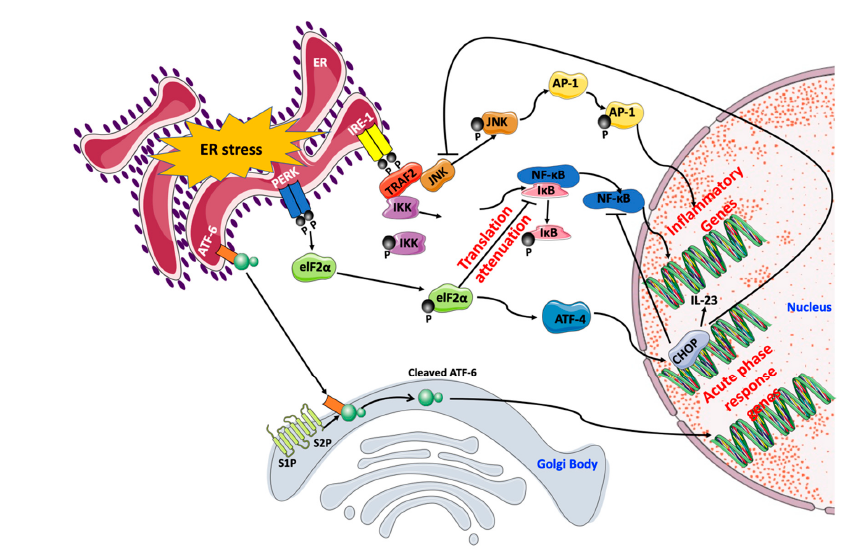 ER
ER stress
IRE-1
PERK
ATF-6
P
P
P
P
TRAF2
JNK
IKK
P
IKK
P
JNK
AP-1
AP-1
P
NF-κB
IκB
NF-κB
P
IκB
Translation
attenuation
eIF2α
eIF2α
P
ATF-4
Inflammatory
Genes
IL-23
Nucleus
CHOP
Acute phase
response
genes
Cleaved ATF-6
S1P
S2P
Golgi Body